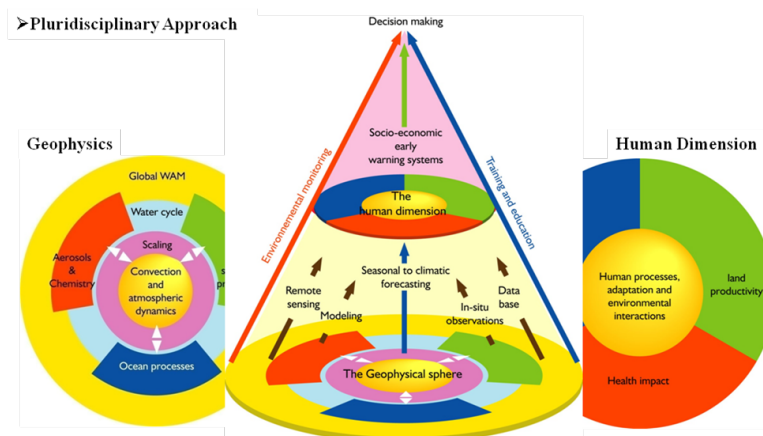 ➢Pluridisciplinary Approach
Decision making
Geophysics
Human Dimension
Socio-economic
early
warning systems
Environnemental monitoring
Training and education
The
human dimension
Global WAM
Water cycle
Scaling
Aerosols
&
Chemistry
Convection
and
atmospheric
dynamics
Ocean processes
Seasonal to climatic
forecasting
Remote
sensing
Modeling
In-situ
observations
Data
base
The Geophysical sphere
Human processes,
adaptation and
environmental
interactions
land
productivity
Health impact